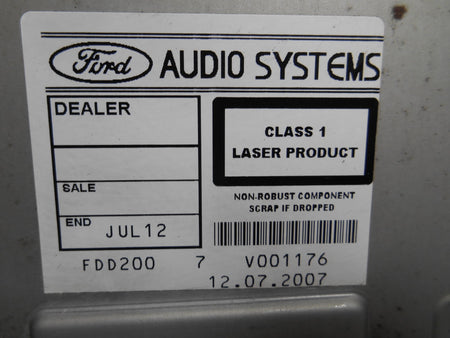 Ford AUDIO SYSTEMS
DEALER
SALE
END JUL12
CLASS 1
LASER PRODUCT
NON-ROBUST COMPONENT
SCRAP IF DROPPED
FDD200 7 V001176
12.07.2007